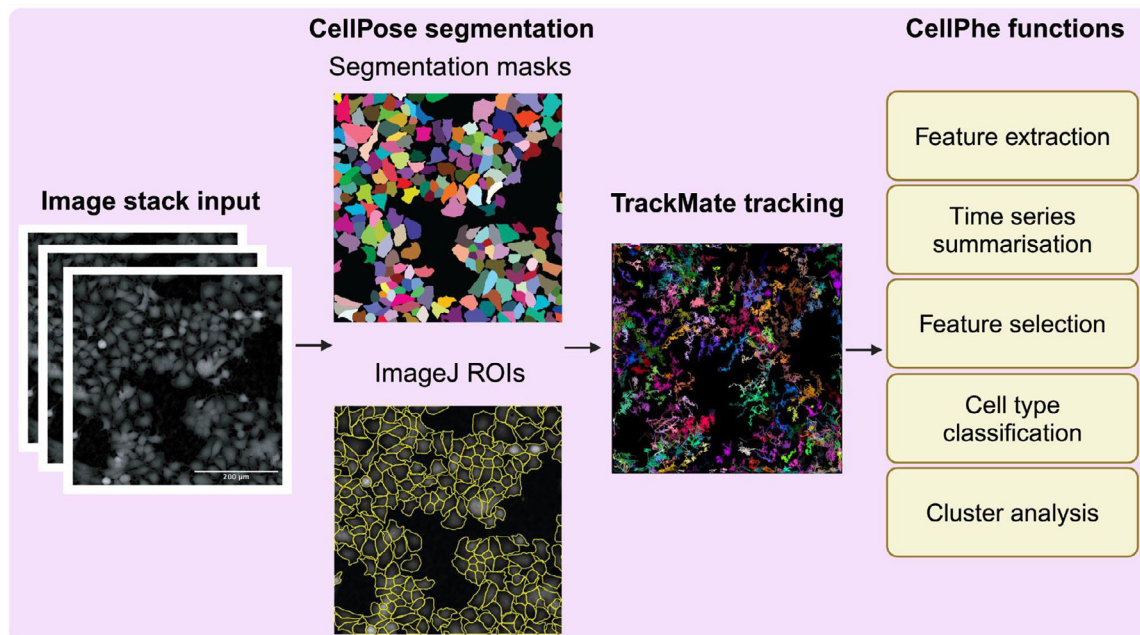 Image stack input
200 µm
CellPose segmentation
Segmentation masks
ImageJ ROIs
TrackMate tracking
CellPhe functions
Feature extraction
Time series
summarisation
Feature selection
Cell type
classification
Cluster analysis